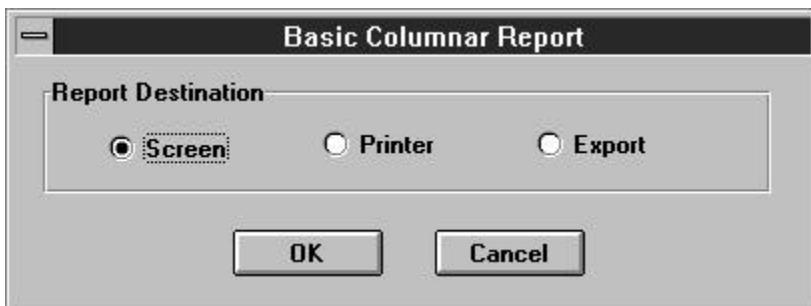 Basic Columnar Report
Report Destination
Screen Printer Export
OK Cancel